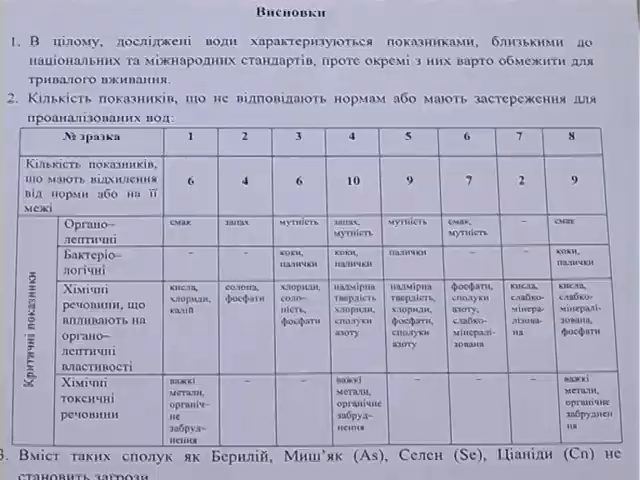 Висновки
1. В цілому, досліджені води характеризуються показниками, близькими до
національних та міжнародних стандартів, проте окремі з них варто обмежити для
тривалого вживання.
2. Кількість показників, що не відповідають нормам або мають застереження для
проаналізованих вод:
№ зразка 1 2 3 4 5 6 7 8
Кількість показників, що мають відхилення від норми або на її межі 6 4 6 10 9 7 2 9
Критичні показники
Органо–лептичні смак запах мутність запах, мутність мутність смак, мутність – смак
Бактеріо–логічні – – коки, палички коки, палички палички – – коки, палички
Хімічні речовини, що впливають на органо–лептичні властивості кисла, хлориди, калій солона, фосфати хлориди, соло–ність, фосфати надмірна твердість, хлориди, сполуки азоту надмірна твердість, хлориди, фосфати, сполуки азоту фосфати, сполуки азоту, слабко–мінералі–зована кисла, слабко–мінера–лізова–на кисла, слабко–мінералі–зована, фосфати
Хімічні токсичні речовини важкі метали, органіч–не забруд–нення – – важкі метали, органічне забруд–нення – – – важкі метали, органічне забруднен ня
3. Вміст таких сполук як Берилій, Миш’як (As), Селен (Se), Ціаніди (Cn) не
становить загрози